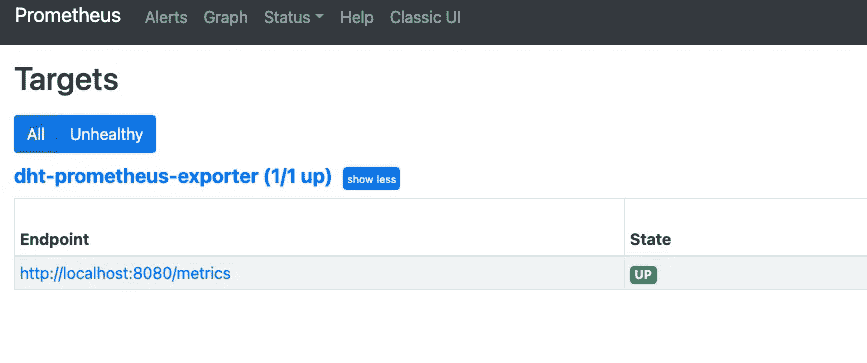 Prometheus Alerts Graph Status Help Classic UI
Targets
All Unhealthy
dht-prometheus-exporter (1/1 up) show less
Endpoint State
http://localhost:8080/metrics UP